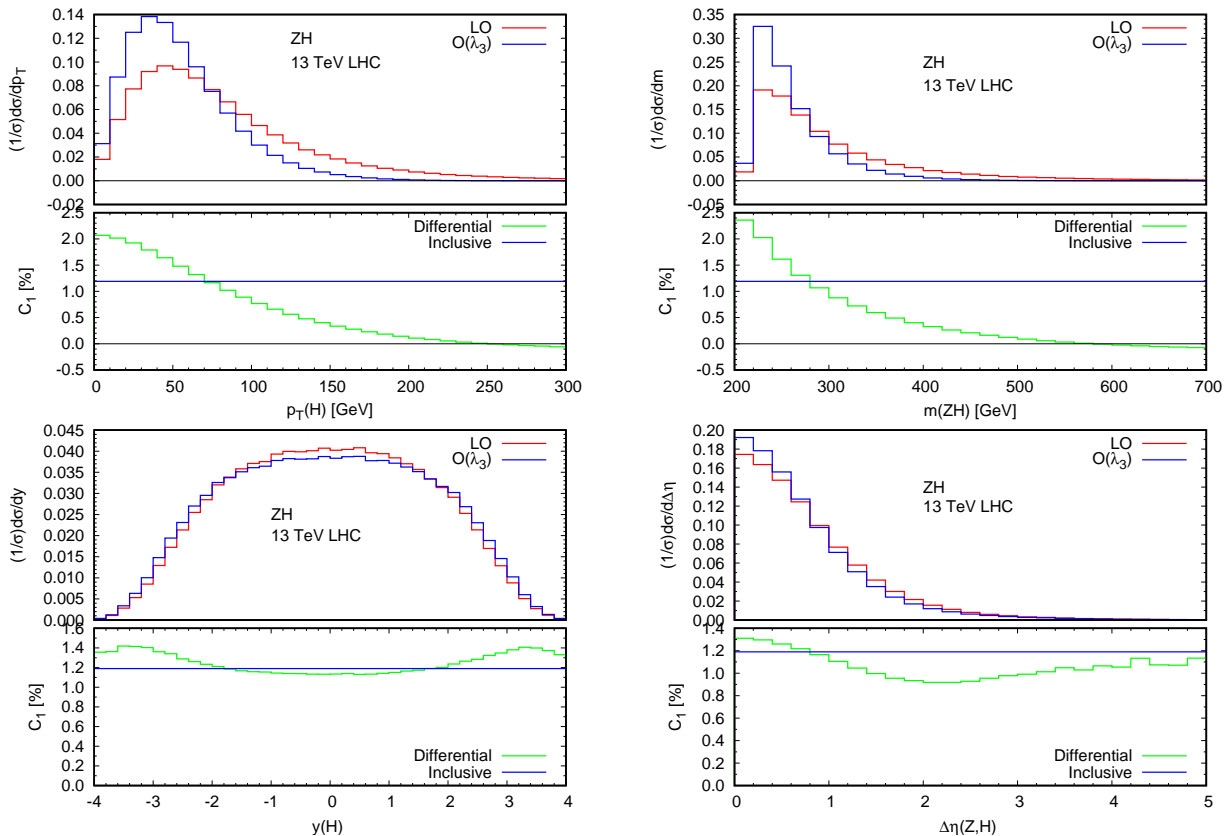 (1/σ)dσ/dp_T
0.14
0.12
0.10
0.08
0.06
0.04
0.02
0.00
-0.02
ZH
13 TeV LHC
LO
O(λ_3)
C_1 [%]
2.5
2.0
1.5
1.0
0.5
0.0
-0.5
Differential
Inclusive
0 50 100 150 200 250 300
p_T(H) [GeV]
(1/σ)dσ/dm
0.35
0.30
0.25
0.20
0.15
0.10
0.05
0.00
-0.05
ZH
13 TeV LHC
LO
O(λ_3)
C_1 [%]
2.5
2.0
1.5
1.0
0.5
0.0
-0.5
Differential
Inclusive
200 300 400 500 600 700
m(ZH) [GeV]
(1/σ)dσ/dy
0.045
0.040
0.035
0.030
0.025
0.020
0.015
0.010
0.005
0.000
ZH
13 TeV LHC
LO
O(λ_3)
C_1 [%]
1.6
1.4
1.2
1.0
0.8
0.6
0.4
0.2
0.0
Differential
Inclusive
-4 -3 -2 -1 0 1 2 3 4
y(H)
(1/σ)dσ/dΔη
0.20
0.18
0.16
0.14
0.12
0.10
0.08
0.06
0.04
0.02
0.00
ZH
13 TeV LHC
LO
O(λ_3)
C_1 [%]
1.4
1.2
1.0
0.8
0.6
0.4
0.2
0.0
Differential
Inclusive
0 1 2 3 4 5
Δη(Z,H)